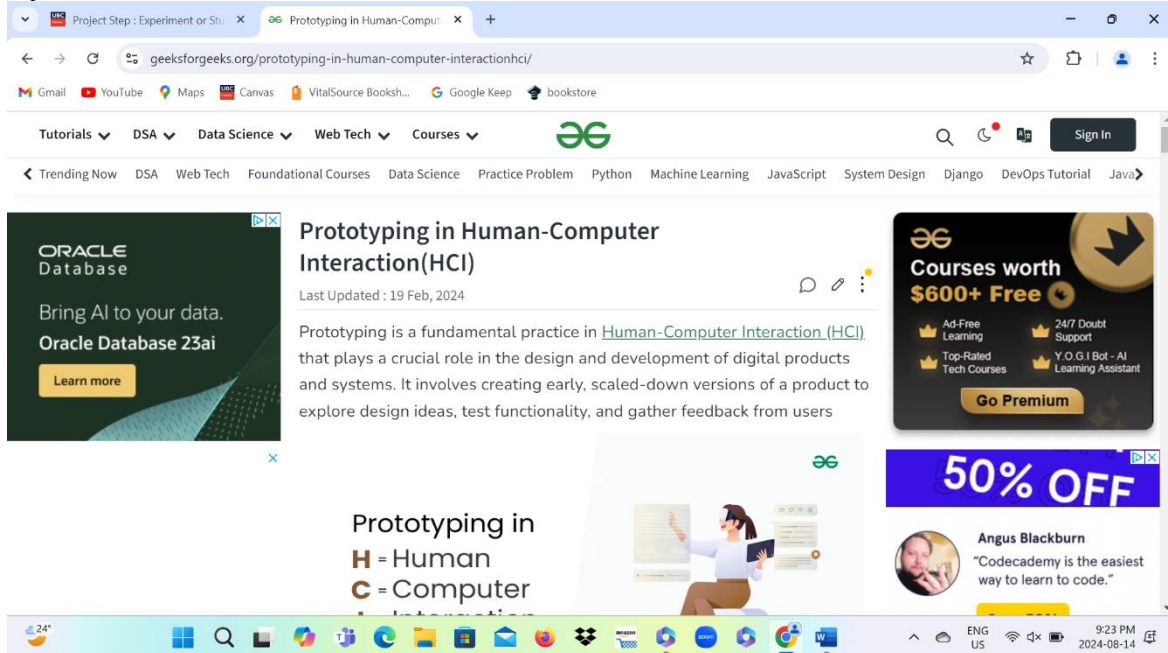 Project Step : Experiment or Stu
Prototyping in Human-Comput
geeksforgeeks.org/prototyping-in-human-computer-interactionhci/
Gmail YouTube Maps UBC Canvas VitalSource Booksh... Google Keep bookstore
Tutorials DSA Data Science Web Tech Courses Sign In
Trending Now DSA Web Tech Foundational Courses Data Science Practice Problem Python Machine Learning JavaScript System Design Django DevOps Tutorial Java
ORACLE
Database
Bring AI to your data.
Oracle Database 23ai
Learn more
Prototyping in Human-Computer
Interaction(HCI)
Last Updated : 19 Feb, 2024
Prototyping is a fundamental practice in Human-Computer Interaction (HCI)
that plays a crucial role in the design and development of digital products
and systems. It involves creating early, scaled-down versions of a product to
explore design ideas, test functionality, and gather feedback from users
Prototyping in
H = Human
C = Computer
Courses worth
$600+ Free
Ad-Free
Learning
24/7 Doubt
Support
Top-Rated
Tech Courses
Y.O.G.I Bot - AI
Learning Assistant
Go Premium
50% OFF
Angus Blackburn
"Codecademy is the easiest
way to learn to code."
24°
amazon
zoom
ENG
US
9:23 PM
2024-08-14